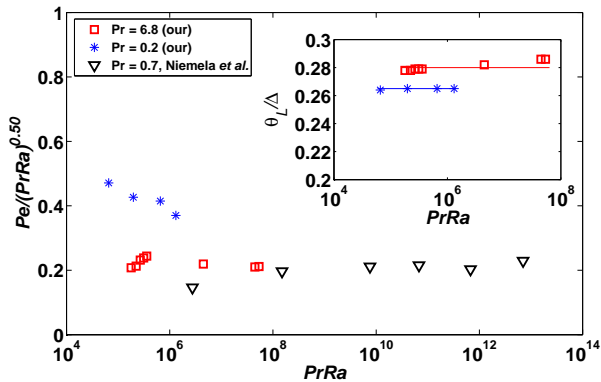 Pr = 6.8 (our)
Pr = 0.2 (our)
Pr = 0.7, Niemela et al.
Pe/(PrRa)^0.50
1
0.8
0.6
0.4
0.2
0
10^4 10^6 10^8 10^10 10^12 10^14
PrRa
θ_L/Δ
0.3
0.28
0.26
0.24
0.22
0.2
10^4 10^6 10^8
PrRa